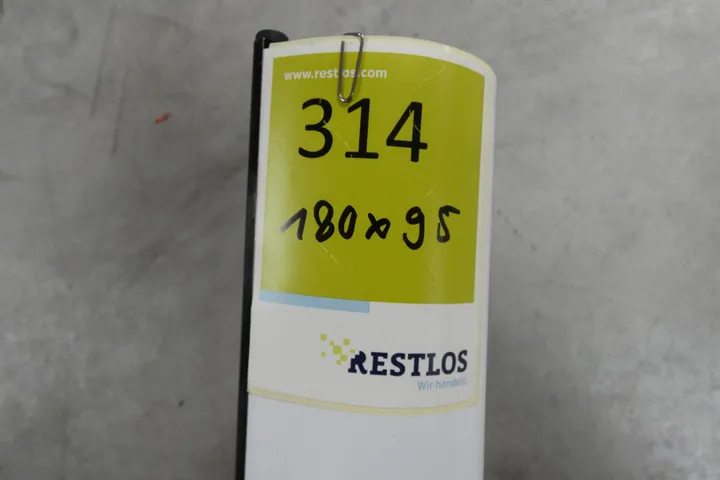 www.restlos.com
314
180x95
RESTLOS
Wir handeln.